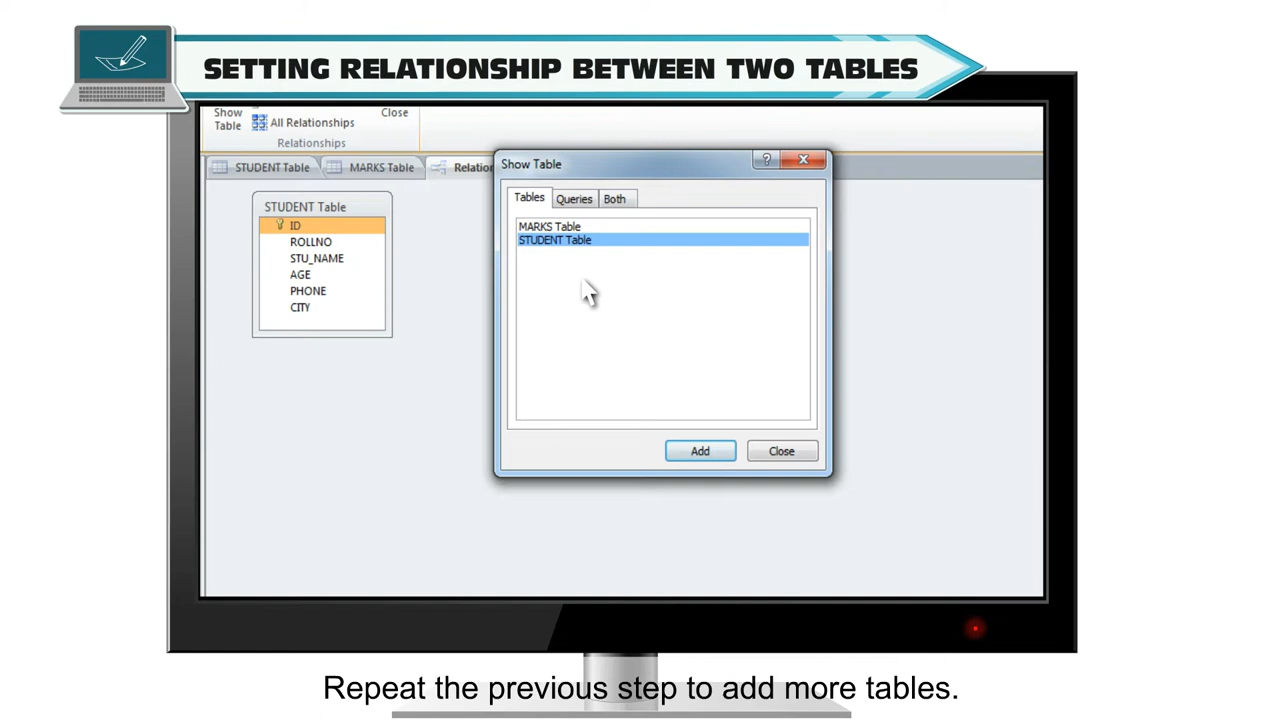 SETTING RELATIONSHIP BETWEEN TWO TABLES
Show Table
All Relationships
Close
Relationships
STUDENT Table
MARKS Table
Relation
Show Table
?
Tables
Queries
Both
MARKS Table
STUDENT Table
STUDENT Table
ID
ROLLNO
STU_NAME
AGE
PHONE
CITY
Add
Close
Repeat the previous step to add more tables.